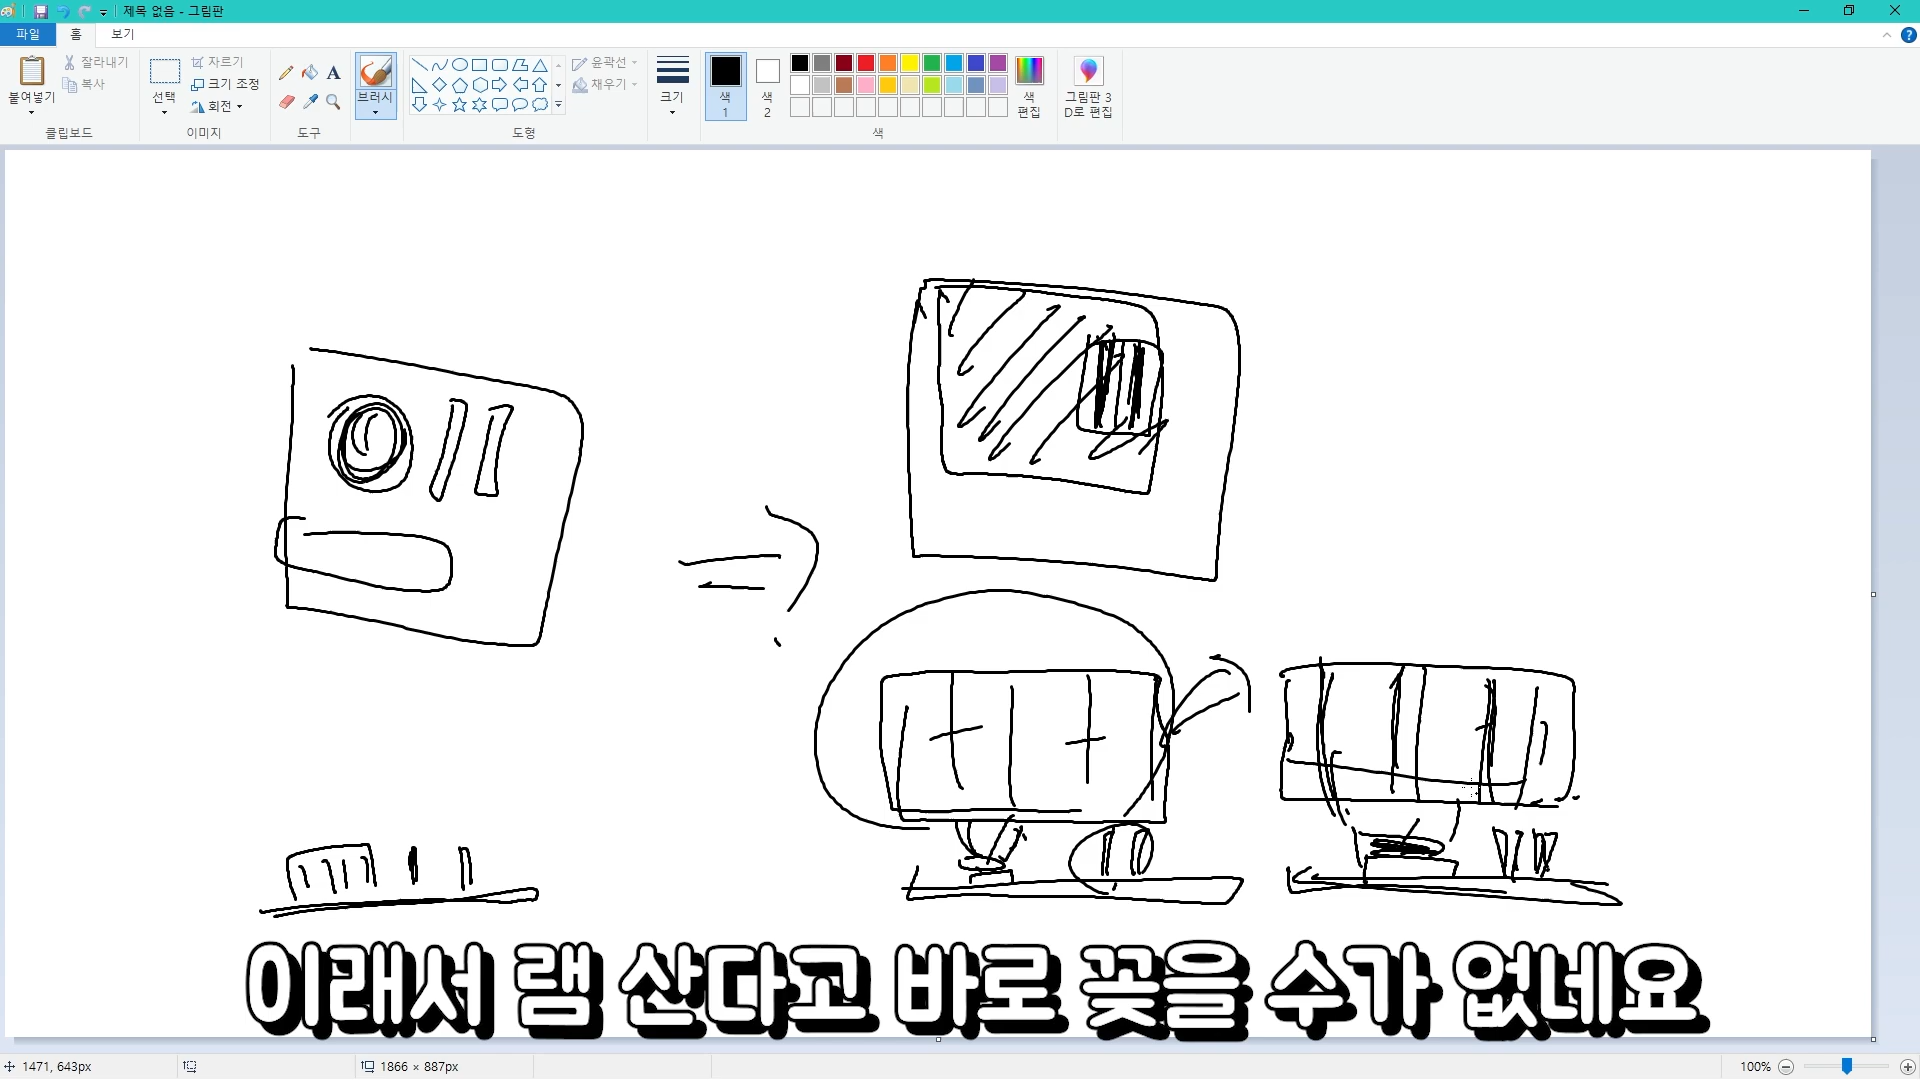 제목 없음 - 그림판
파일 홈 보기
붙여넣기
잘라내기
복사
클립보드
선택
자르기
크기 조정
회전
이미지
A
도구
브러시
윤곽선
채우기
도형
크기
색
1
색
2
색
편집
색
그림판 3
D로 편집
이래서 램 산다고 바로 꽂을 수가 없네요
1471, 643px
1866 × 887px
100%